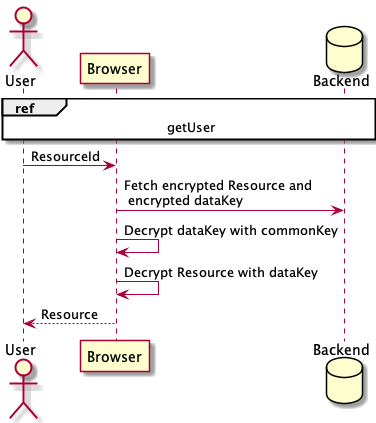 User
Browser
Backend
ref
getUser
ResourceId
Fetch encrypted Resource and
encrypted dataKey
Decrypt dataKey with commonKey
Decrypt Resource with dataKey
Resource
User
Browser
Backend